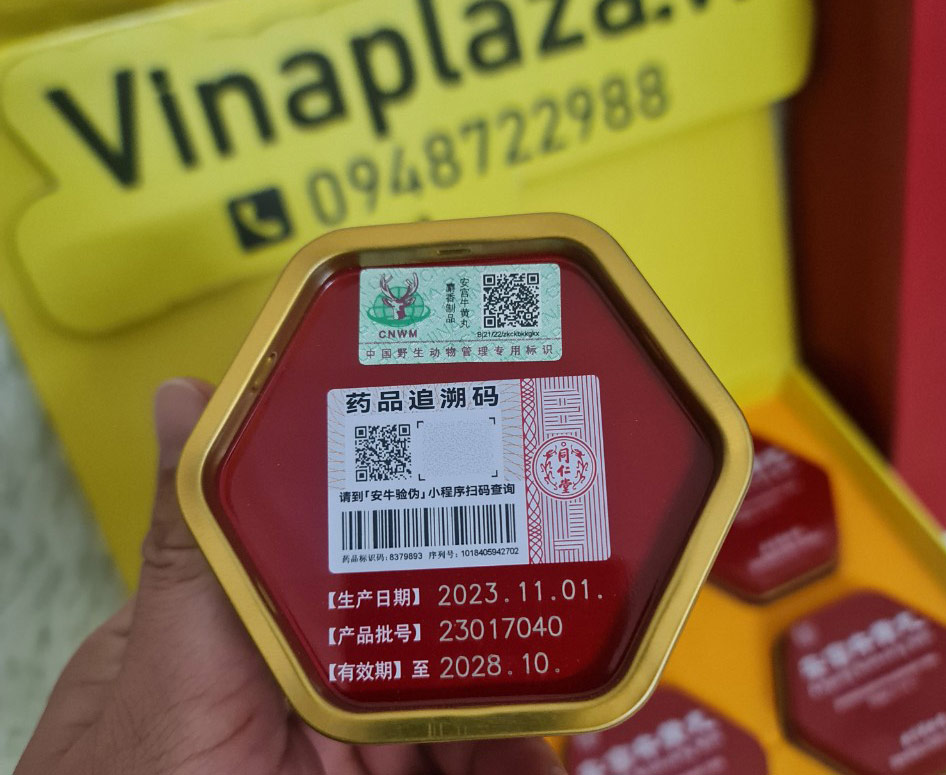 Vinaplaza.v
0948722988
麝香制品
安宫牛黄丸
CNWM
中国野生动物管理专用标识
药品追溯码
同仁堂
请到「安牛验伪」小程序扫码查询
药品标识码: 8379893 序列号: 1018405942702
【生产日期】 2023.11.01.
【产品批号】 23017040
【有效期】至 2028.10.